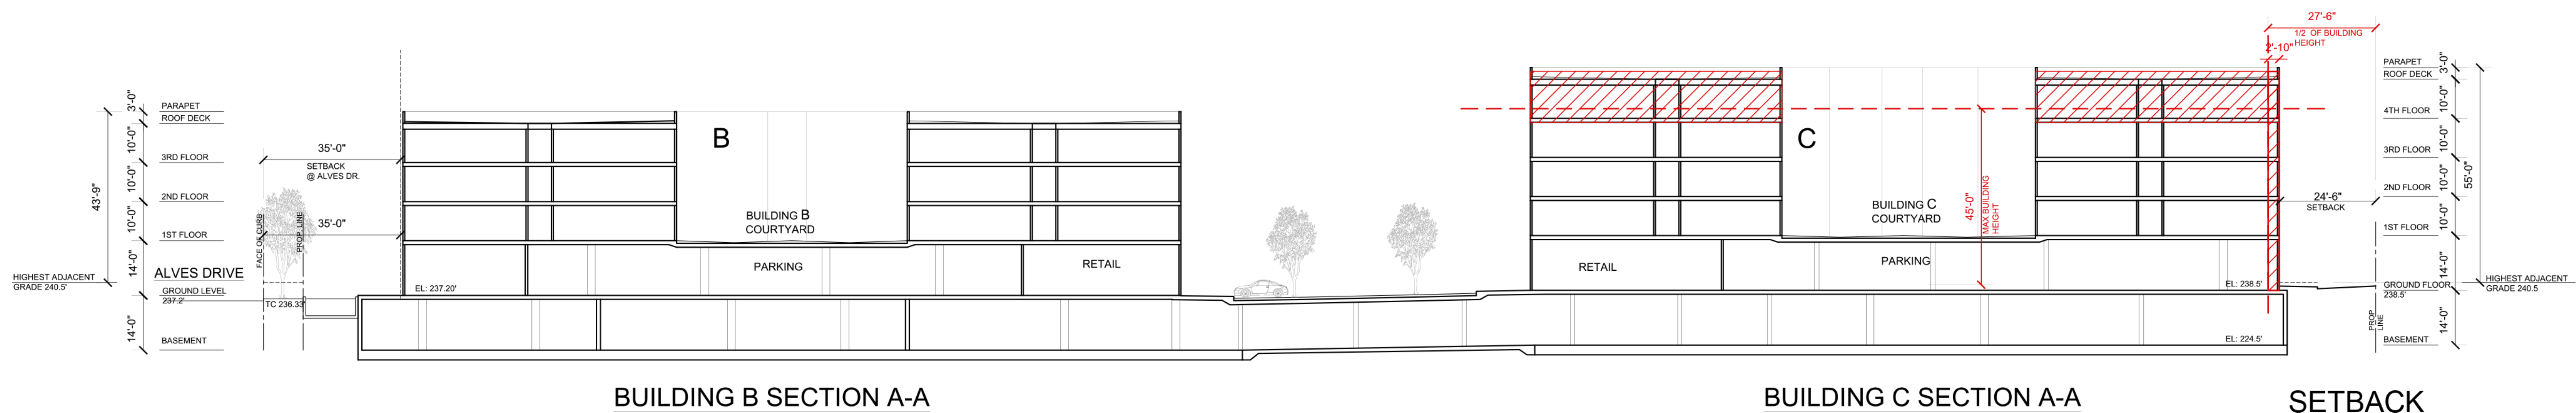 3'-0"
PARAPET
ROOF DECK
10'-0"
3RD FLOOR
10'-0"
2ND FLOOR
10'-0"
1ST FLOOR
14'-0"
14'-0"
43'-9"
HIGHEST ADJACENT
GRADE 240.5'
ALVES DRIVE
GROUND LEVEL
237.2'
BASEMENT
35'-0"
SETBACK
@ ALVES DR.
35'-0"
FACE OF CURB
PROP. LINE
TC 236.33'
B
BUILDING B
COURTYARD
PARKING
RETAIL
EL: 237.20'
C
BUILDING C
COURTYARD
45'-0"
MAX BUILDING
HEIGHT
RETAIL
PARKING
EL: 238.5'
EL: 224.5'
27'-6"
1/2 OF BUILDING
HEIGHT
2'-10"
24'-6"
SETBACK
PARAPET
ROOF DECK
3'-0"
4TH FLOOR
10'-0"
3RD FLOOR
10'-0"
2ND FLOOR
10'-0"
1ST FLOOR
10'-0"
55'-0"
GROUND FLOOR
238.5'
14'-0"
HIGHEST ADJACENT
GRADE 240.5
PROP.
LINE
BASEMENT
14'-0"
BUILDING B SECTION A-A
BUILDING C SECTION A-A
SETBACK